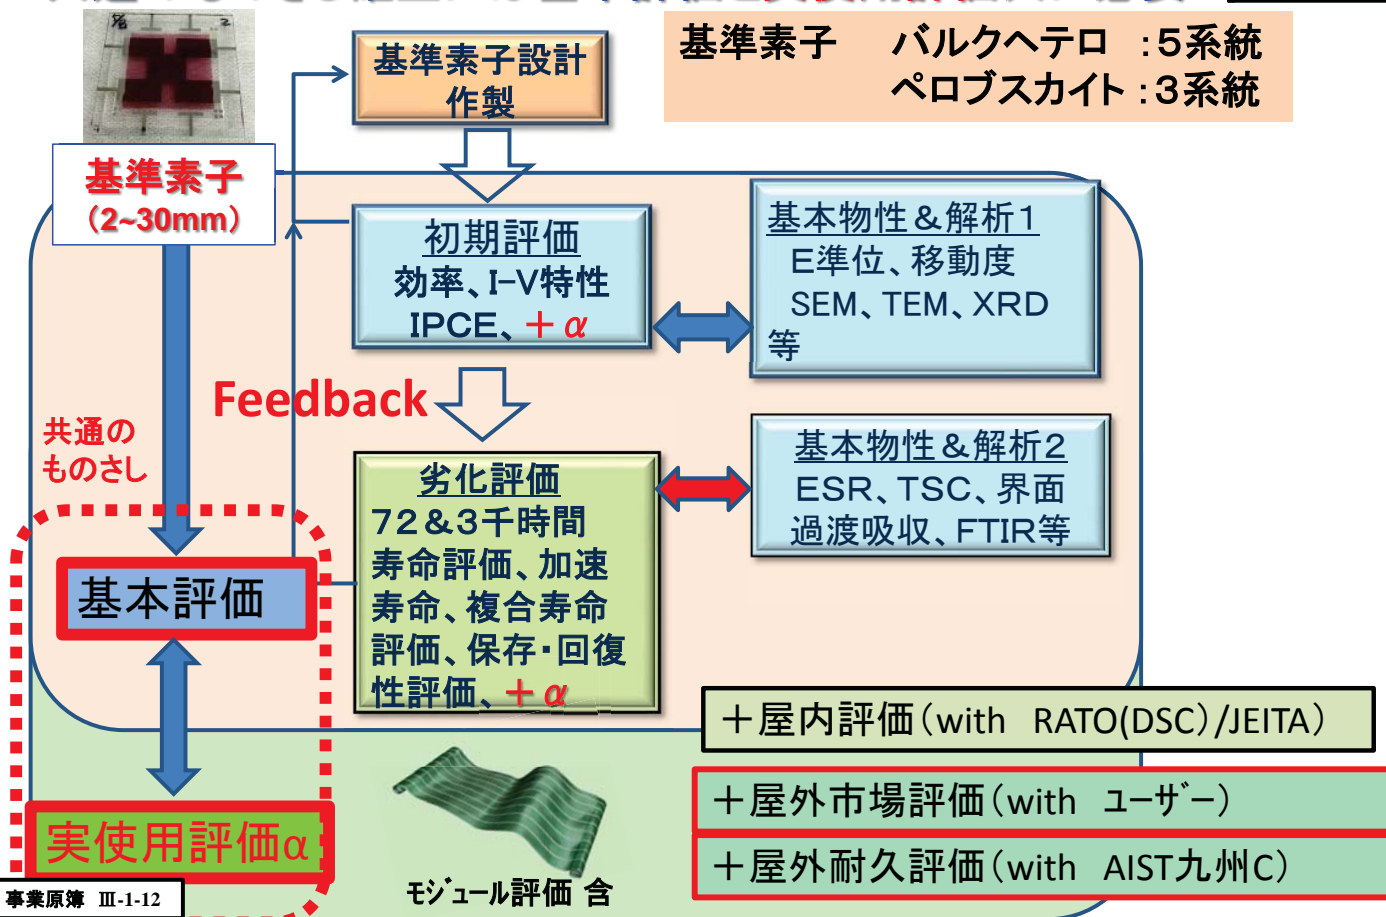 基準素子 バルクヘテロ :5系統
ペロブスカイト :3系統
基準素子設計
作製
基準素子
(2~30mm)
初期評価
効率、I-V特性
IPCE、+α
基本物性&解析1
E準位、移動度
SEM、TEM、XRD
等
Feedback
共通の
ものさし
劣化評価
72&3千時間
寿命評価、加速
寿命、複合寿命
評価、保存・回復
性評価、+α
基本物性&解析2
ESR、TSC、界面
過渡吸収、FTIR等
基本評価
実使用評価α
+屋内評価(with RATO(DSC)/JEITA)
+屋外市場評価(with ユーザー)
+屋外耐久評価(with AIST九州C)
モジュール評価 含
事業原簿 Ⅲ-1-12